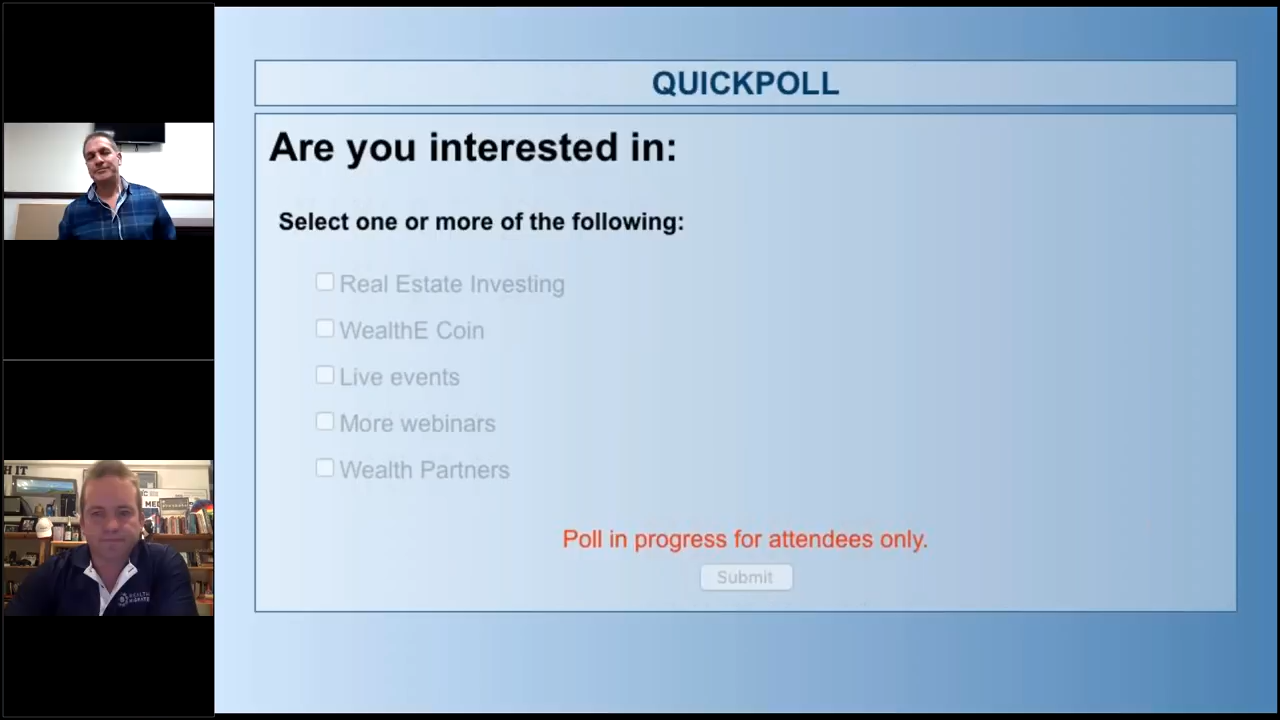 QUICKPOLL
Are you interested in:
Select one or more of the following:
Real Estate Investing
WealthE Coin
Live events
More webinars
Wealth Partners
Poll in progress for attendees only.
Submit
H IT